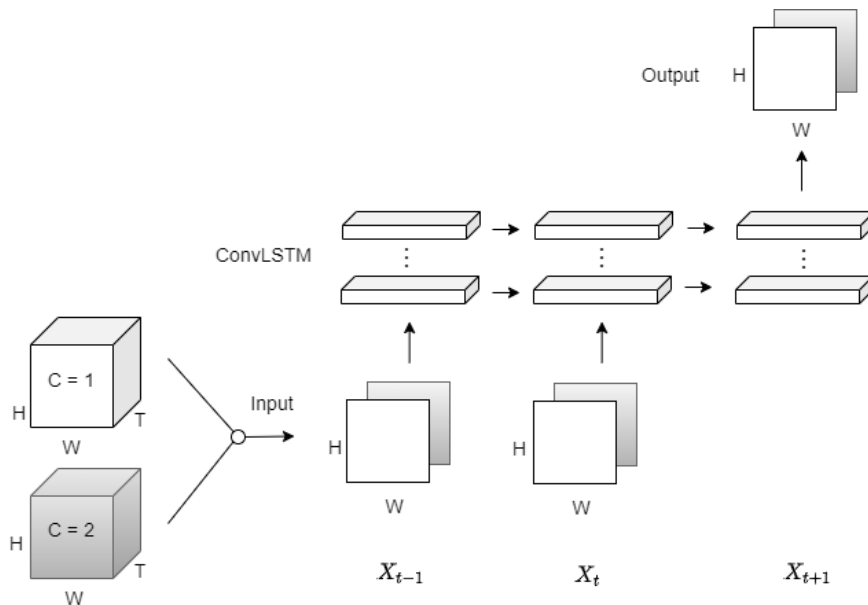 Output
H
W
ConvLSTM
⋮
⋮
⋮
C = 1
H
T
W
Input
H
W
H
W
C = 2
H
T
W
X_{t-1}
X_t
X_{t+1}